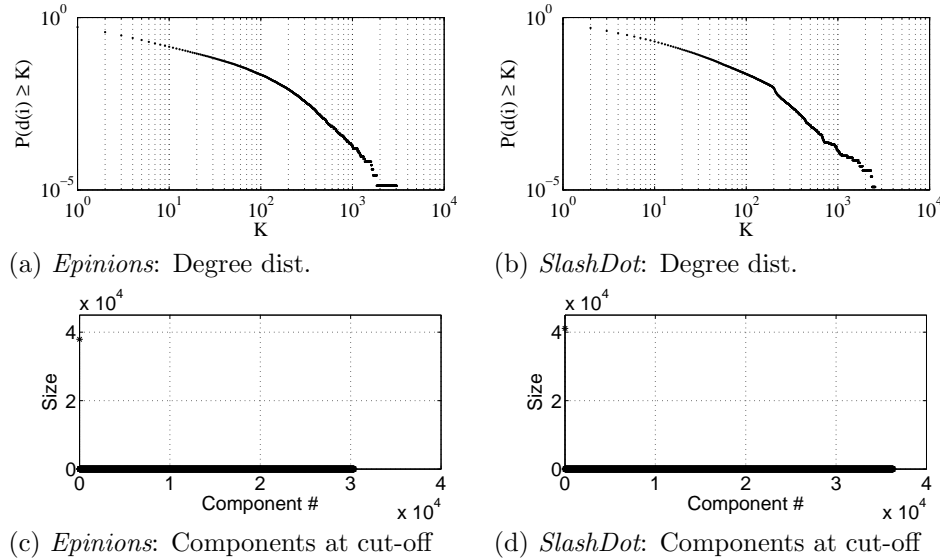 10^0 10^0
P(d(i) ≥ K) P(d(i) ≥ K)
10^-5 10^-5
10^0 10^1 10^2 10^3 10^4 10^0 10^1 10^2 10^3 10^4
K K
(a) Epinions: Degree dist. (b) SlashDot: Degree dist.
x 10^4 x 10^4
4 4
Size Size
2 2
0 0
0 1 2 3 4 0 1 2 3 4
Component # Component #
x 10^4 x 10^4
(c) Epinions: Components at cut-off (d) SlashDot: Components at cut-off